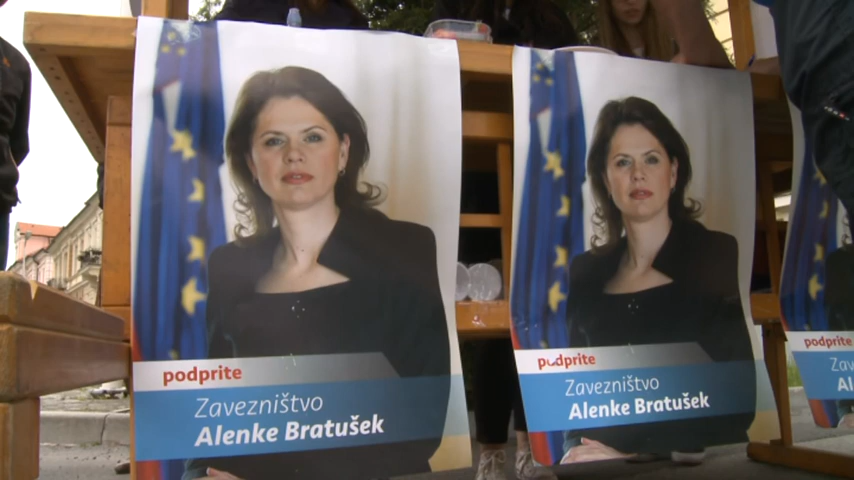 podprite
Zavezništvo
Alenke Bratušek
podprite
Zavezništvo
Alenke Bratušek
podprite